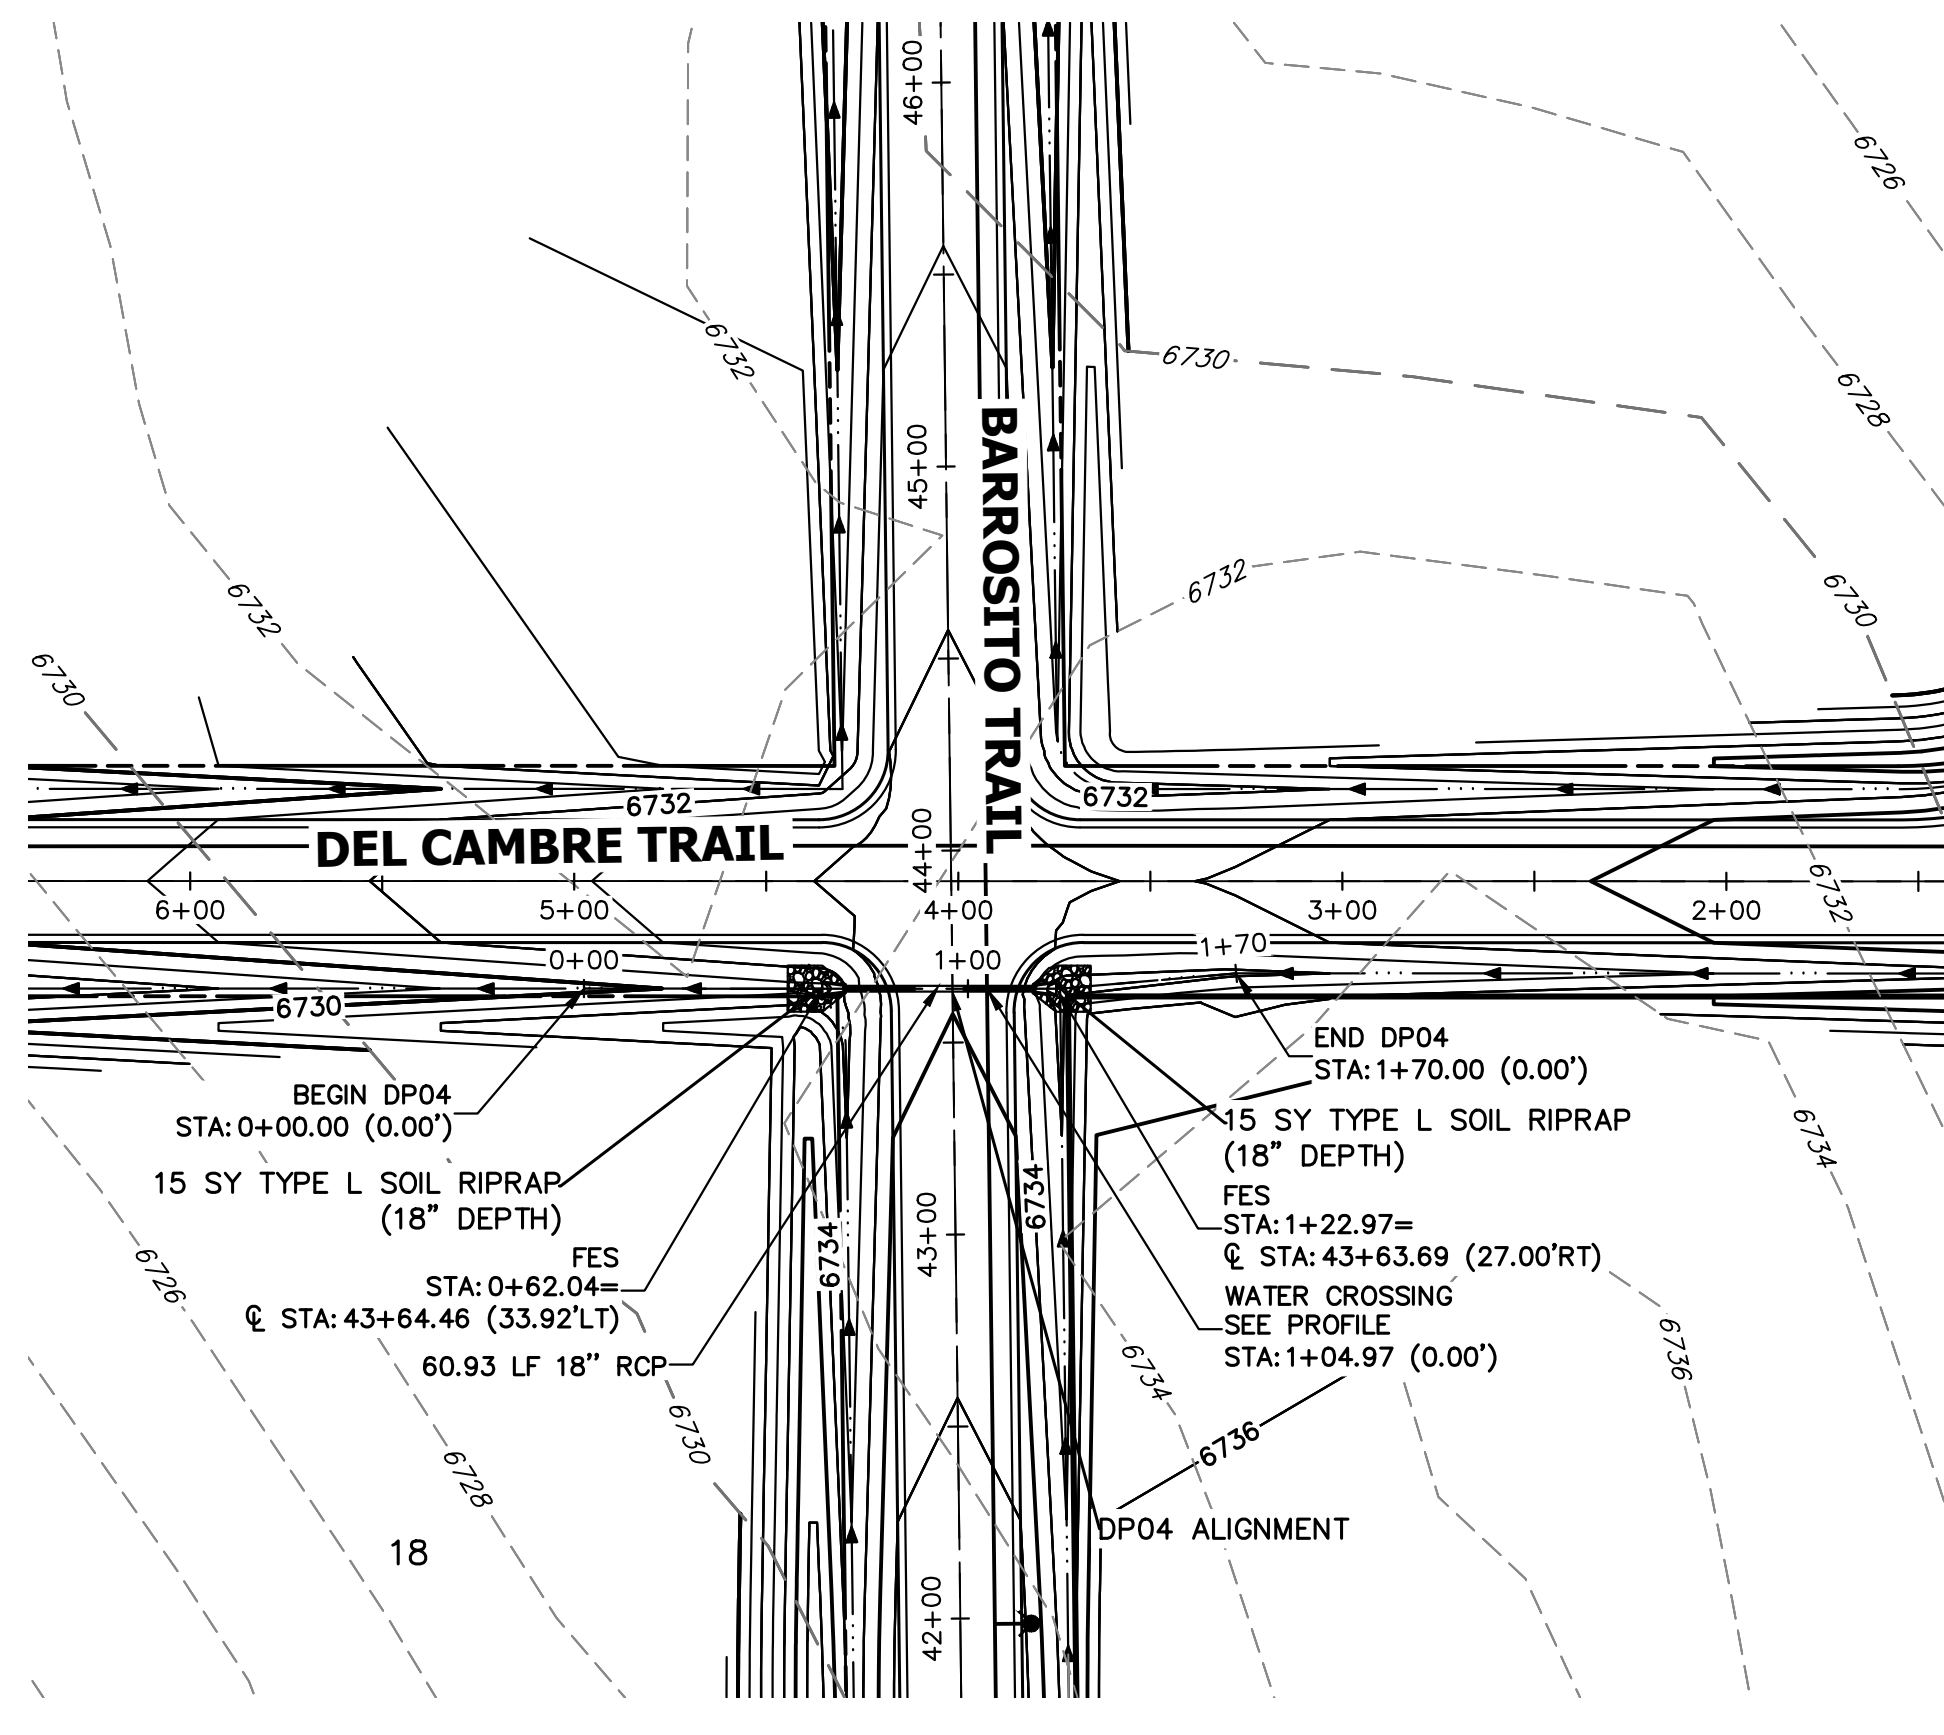 46+00
6726
6732
6730
6728
45+00
BARROSITO TRAIL
6732
6732
6730
6730
6732
6732
DEL CAMBRE TRAIL
44+00
6732
6+00
5+00
4+00
3+00
2+00
0+00
1+00
1+70
6730
BEGIN DP04
STA: 0+00.00 (0.00')
END DP04
STA: 1+70.00 (0.00')
15 SY TYPE L SOIL RIPRAP
(18" DEPTH)
15 SY TYPE L SOIL RIPRAP
(18" DEPTH)
6734
6734
43+00
6734
FES
STA: 0+62.04=
℄ STA: 43+64.46 (33.92'LT)
60.93 LF 18" RCP
FES
STA: 1+22.97=
℄ STA: 43+63.69 (27.00'RT)
WATER CROSSING
SEE PROFILE
STA: 1+04.97 (0.00')
6726
6734
6736
6730
6728
6736
DP04 ALIGNMENT
18
42+00